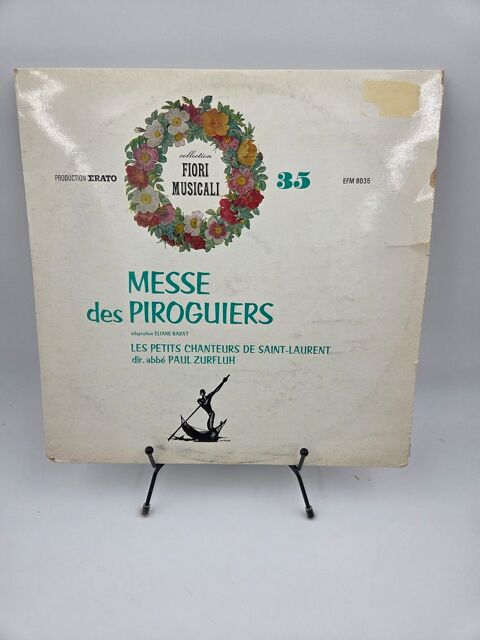 collection
FIORI
MUSICALI
PRODUCTION ERATO
35
EFM 8035
MESSE
des PIROGUIERS
adaptation ELIANE BARAT
LES PETITS CHANTEURS DE SAINT-LAURENT
dir. abbé PAUL ZURFLUH